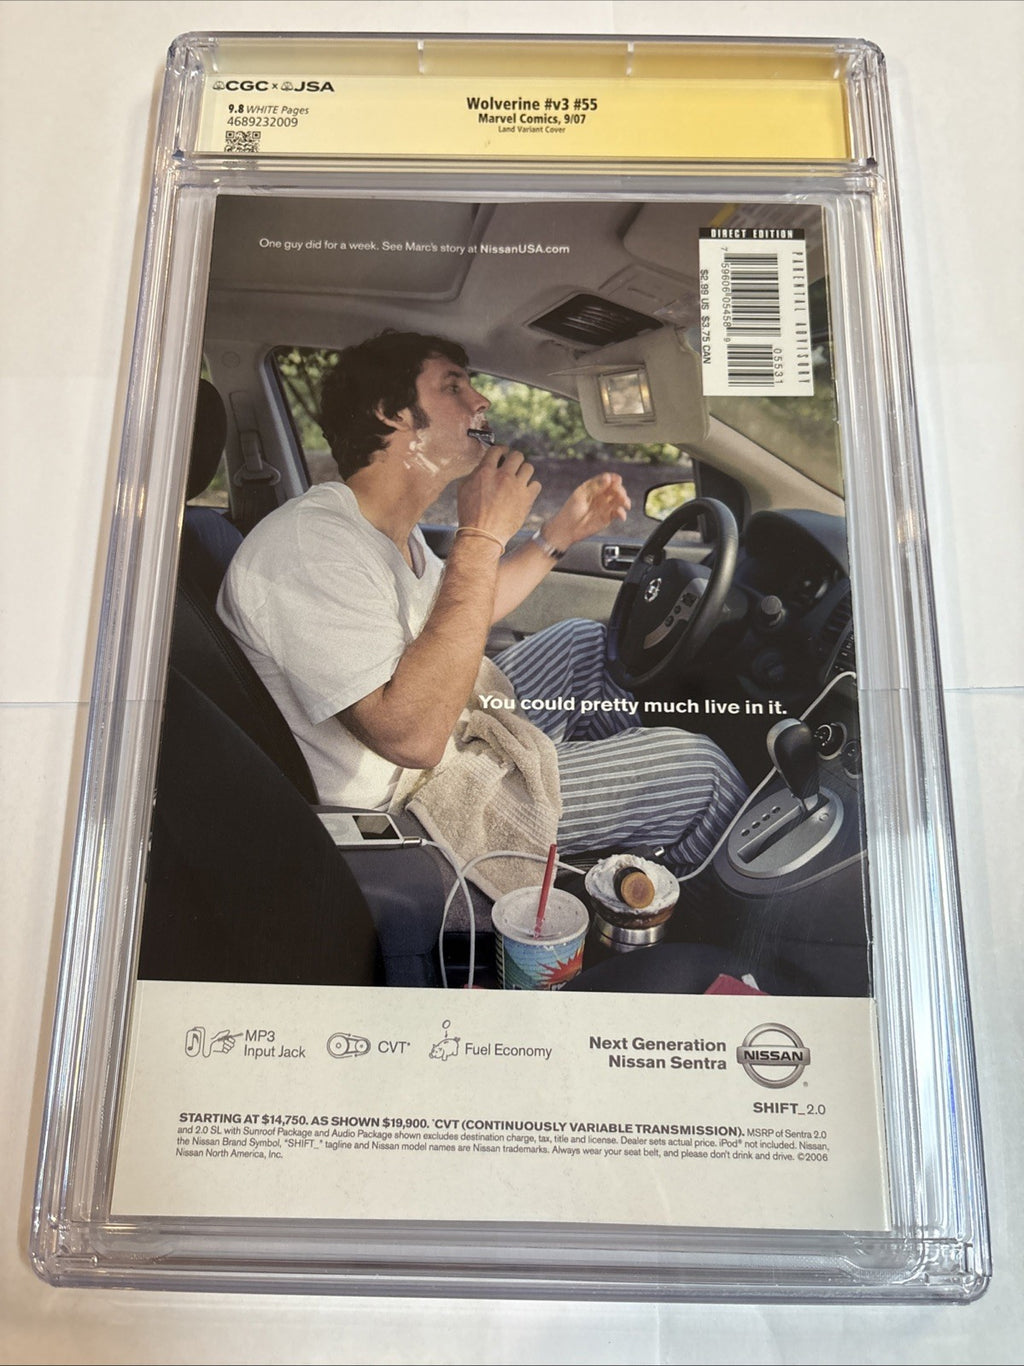 CGC × JSA
9.8 WHITE Pages
4689232009
Wolverine #v3 #55
Marvel Comics, 9/07
Land Variant Cover
One guy did for a week. See Marc's story at NissanUSA.com
DIRECT EDITION
PARENTAL ADVISORY
7 59606 05458 9
05531
$2.99 US $3.75 CAN
You could pretty much live in it.
MP3
Input Jack
CVT*
Fuel Economy
Next Generation
Nissan Sentra
NISSAN
®
SHIFT_2.0
STARTING AT $14,750. AS SHOWN $19,900. *CVT (CONTINUOUSLY VARIABLE TRANSMISSION). MSRP of Sentra 2.0
and 2.0 SL with Sunroof Package and Audio Package shown excludes destination charge, tax, title and license. Dealer sets actual price. iPod® not included. Nissan,
the Nissan Brand Symbol, "SHIFT_" tagline and Nissan model names are Nissan trademarks. Always wear your seat belt, and please don't drink and drive. ©2006
Nissan North America, Inc.